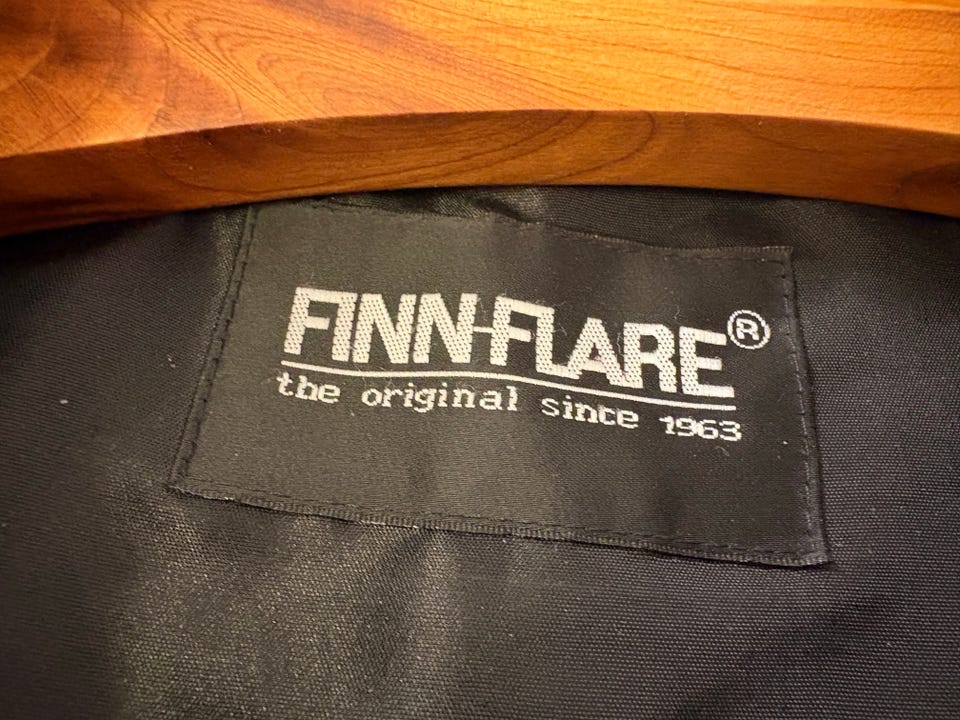 FINN-FLARE®
the original since 1963